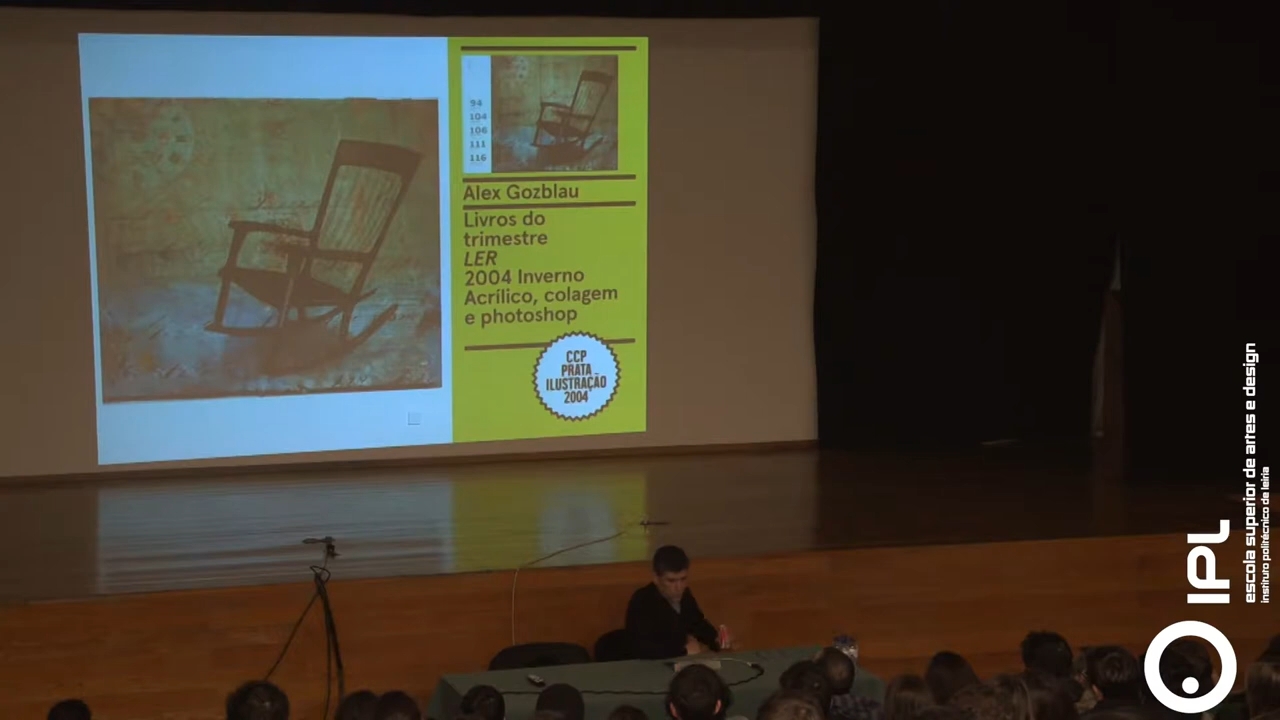 94
104
106
111
116
Alex Gozblau
Livros do
trimestre
LER
2004 Inverno
Acrílico, colagem
e photoshop
CCP
PRATA
ILUSTRAÇÃO
2004
IPL
escola superior de artes e design
instituto politécnico de leiria